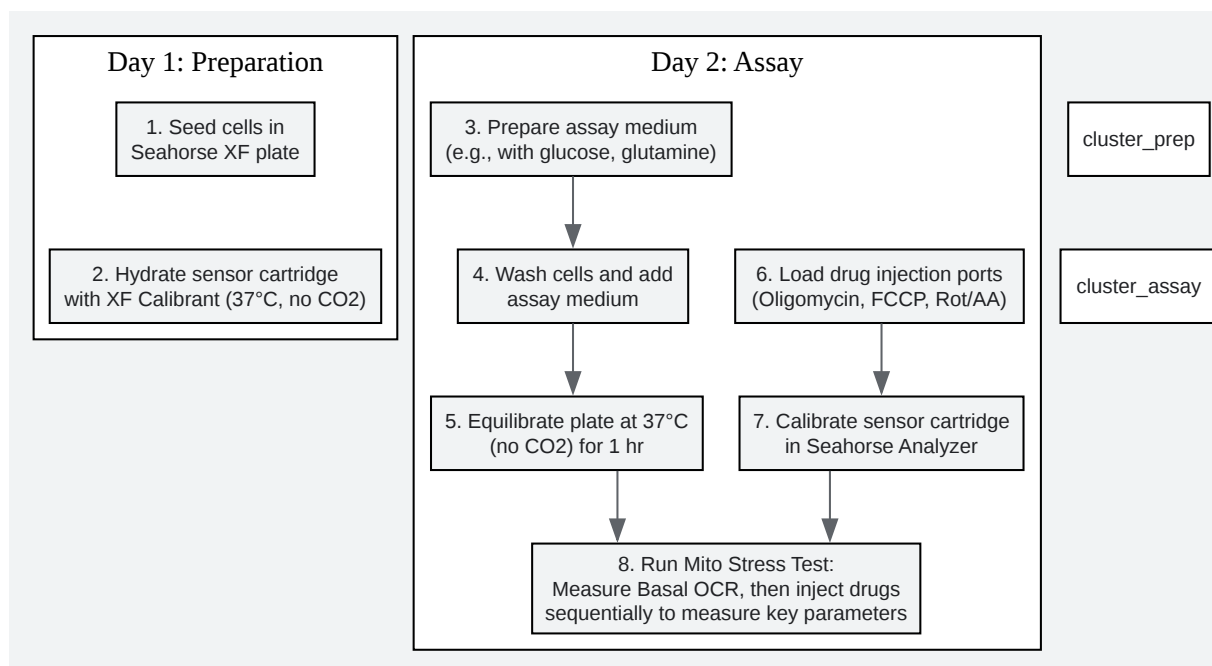 Day 1: Preparation
1. Seed cells in
Seahorse XF plate
2. Hydrate sensor cartridge
with XF Calibrant (37°C, no CO2)
Day 2: Assay
3. Prepare assay medium
(e.g., with glucose, glutamine)
4. Wash cells and add
assay medium
5. Equilibrate plate at 37°C
(no CO2) for 1 hr
6. Load drug injection ports
(Oligomycin, FCCP, Rot/AA)
7. Calibrate sensor cartridge
in Seahorse Analyzer
8. Run Mito Stress Test:
Measure Basal OCR, then inject drugs
sequentially to measure key parameters
cluster_prep
cluster_assay